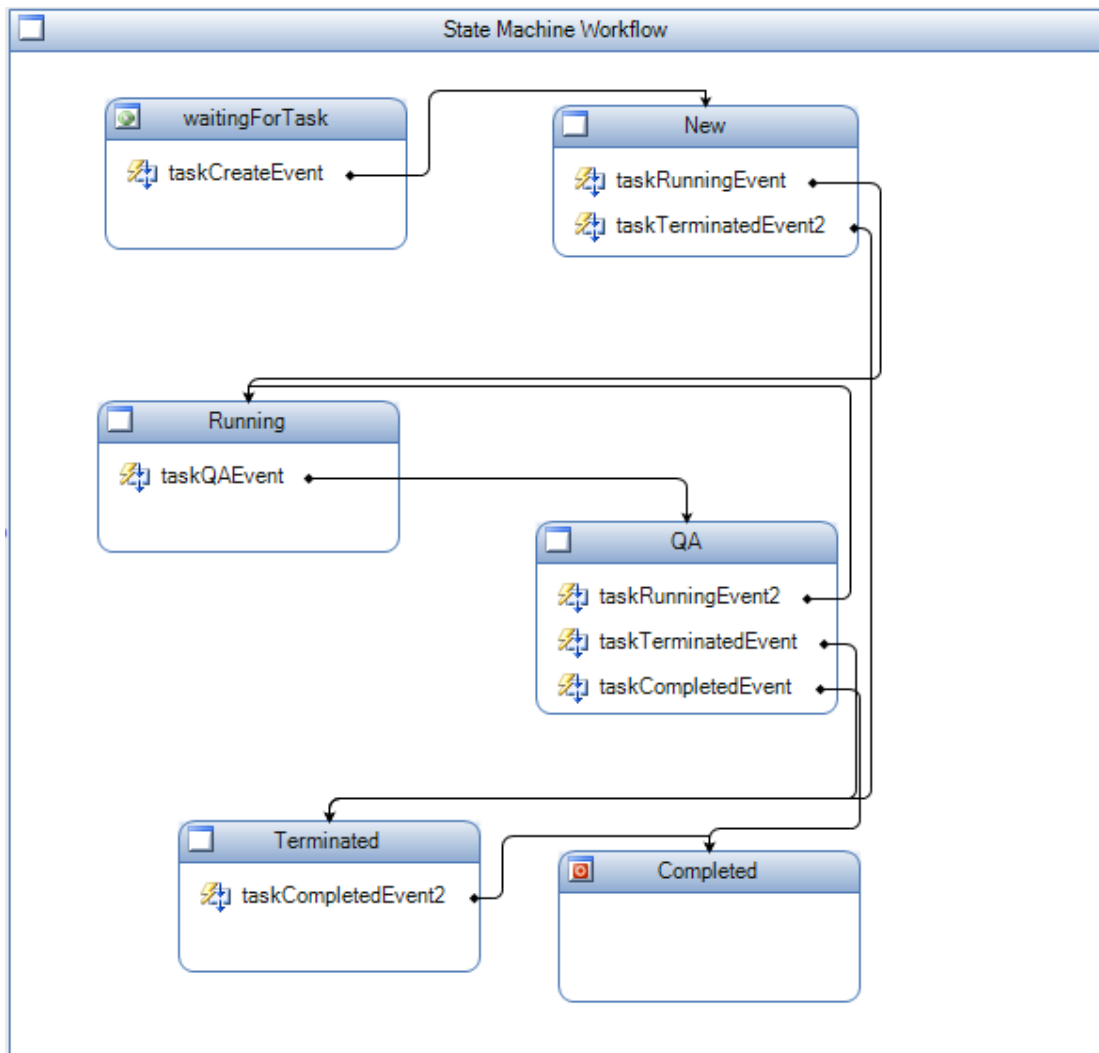 State Machine Workflow
waitingForTask
taskCreateEvent
New
taskRunningEvent
taskTerminatedEvent2
Running
taskQAEvent
QA
taskRunningEvent2
taskTerminatedEvent
taskCompletedEvent
Terminated
taskCompletedEvent2
Completed